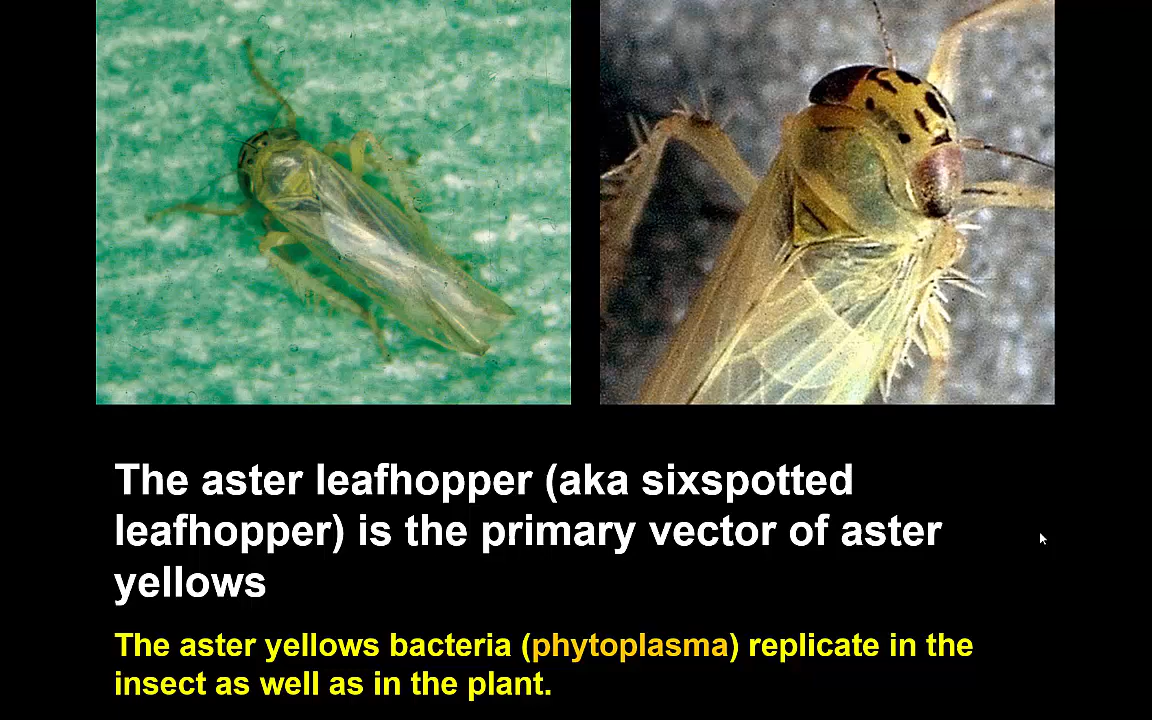 The aster leafhopper (aka sixspotted
leafhopper) is the primary vector of aster
yellows
The aster yellows bacteria (phytoplasma) replicate in the
insect as well as in the plant.